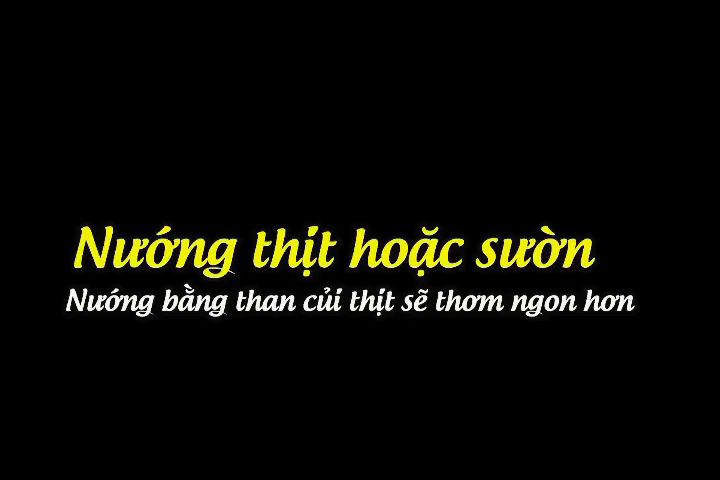 Nướng thịt hoặc sườn
Nướng bằng than củi thịt sẽ thơm ngon hơn